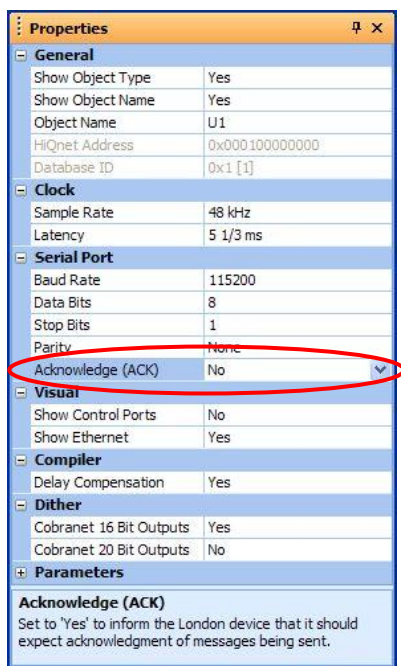 Properties
General
Show Object Type Yes
Show Object Name Yes
Object Name U1
HiQnet Address 0x000100000000
Database ID 0x1 [1]
Clock
Sample Rate 48 kHz
Latency 5 1/3 ms
Serial Port
Baud Rate 115200
Data Bits 8
Stop Bits 1
Parity None
Acknowledge (ACK) No
Visual
Show Control Ports No
Show Ethernet Yes
Compiler
Delay Compensation Yes
Dither
Cobranet 16 Bit Outputs Yes
Cobranet 20 Bit Outputs No
Parameters
Acknowledge (ACK)
Set to 'Yes' to inform the London device that it should
expect acknowledgment of messages being sent.